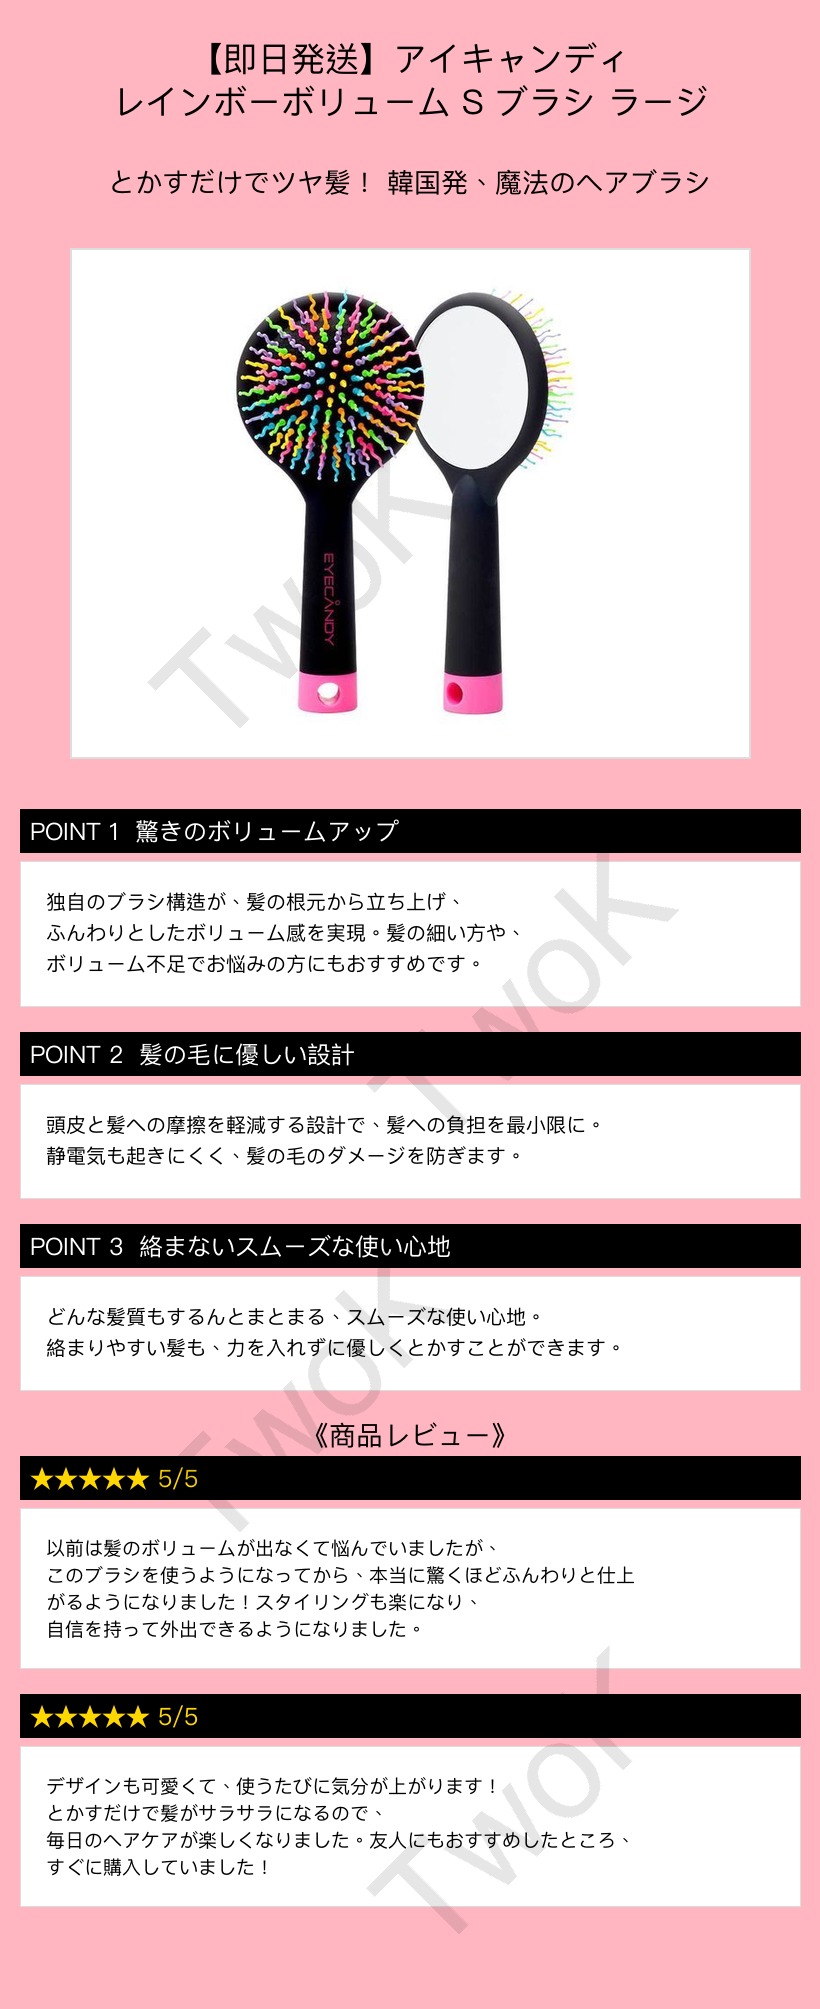 【即日発送】アイキャンディ
レインボーボリューム S ブラシ ラージ
とかすだけでツヤ髪！ 韓国発、魔法のヘアブラシ
EYECANDY
TwoK
POINT 1 驚きのボリュームアップ
独自のブラシ構造が、髪の根元から立ち上げ、
ふんわりとしたボリューム感を実現。髪の細い方や、
ボリューム不足でお悩みの方にもおすすめです。
TwoK
POINT 2 髪の毛に優しい設計
頭皮と髪への摩擦を軽減する設計で、髪への負担を最小限に。
静電気も起きにくく、髪の毛のダメージを防ぎます。
POINT 3 絡まないスムーズな使い心地
どんな髪質もするんとまとまる、スムーズな使い心地。
絡まりやすい髪も、力を入れずに優しくとかすことができます。
TwoK
《商品レビュー》
★★★★★ 5/5
以前は髪のボリュームが出なくて悩んでいましたが、
このブラシを使うようになってから、本当に驚くほどふんわりと仕上
がるようになりました！スタイリングも楽になり、
自信を持って外出できるようになりました。
★★★★★ 5/5
デザインも可愛くて、使うたびに気分が上がります！
とかすだけで髪がサラサラになるので、
毎日のヘアケアが楽しくなりました。友人にもおすすめしたところ、
すぐに購入していました！
TwoK